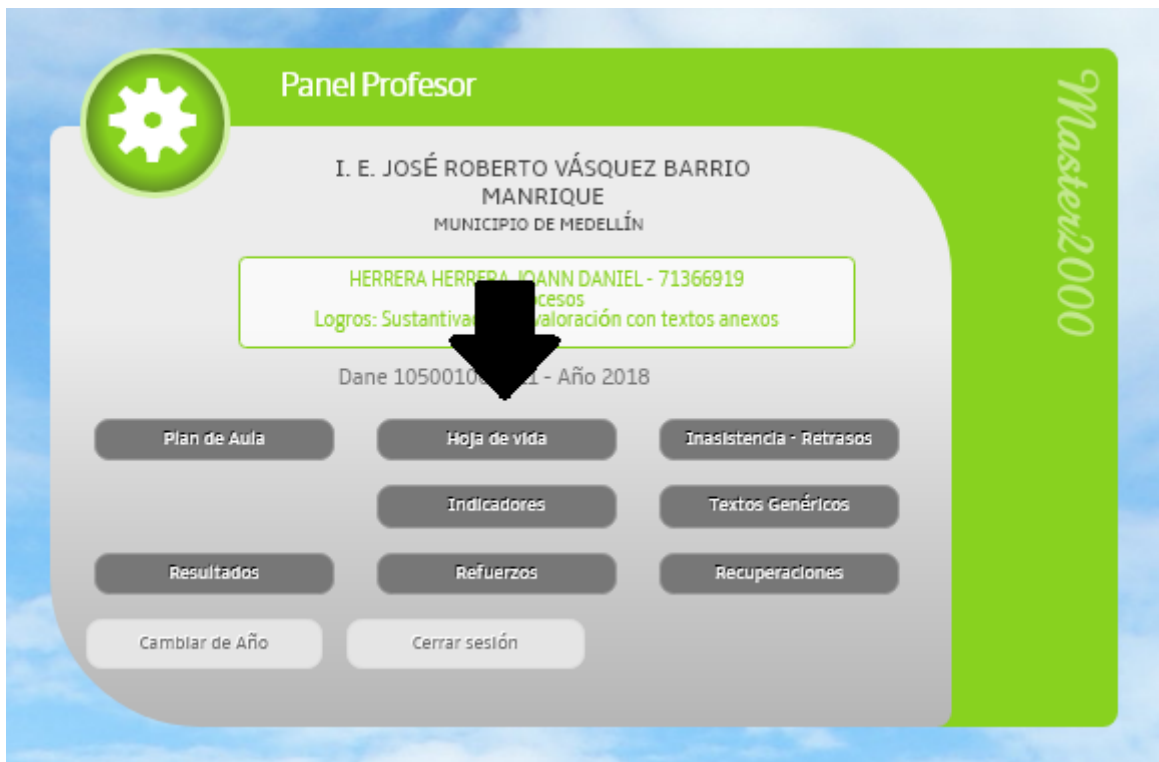 Panel Profesor
Master2000
I. E. JOSÉ ROBERTO VÁSQUEZ BARRIO
MANRIQUE
MUNICIPIO DE MEDELLÍN
HERRERA HERRERA JOANN DANIEL - 71366919
Logros: valoración con textos anexos
Dane - Año 2018
Plan de Aula
Hoja de vida
Inasistencia - Retrasos
Indicadores
Textos Genéricos
Resultados
Refuerzos
Recuperaciones
Cambiar de Año
Cerrar sesión